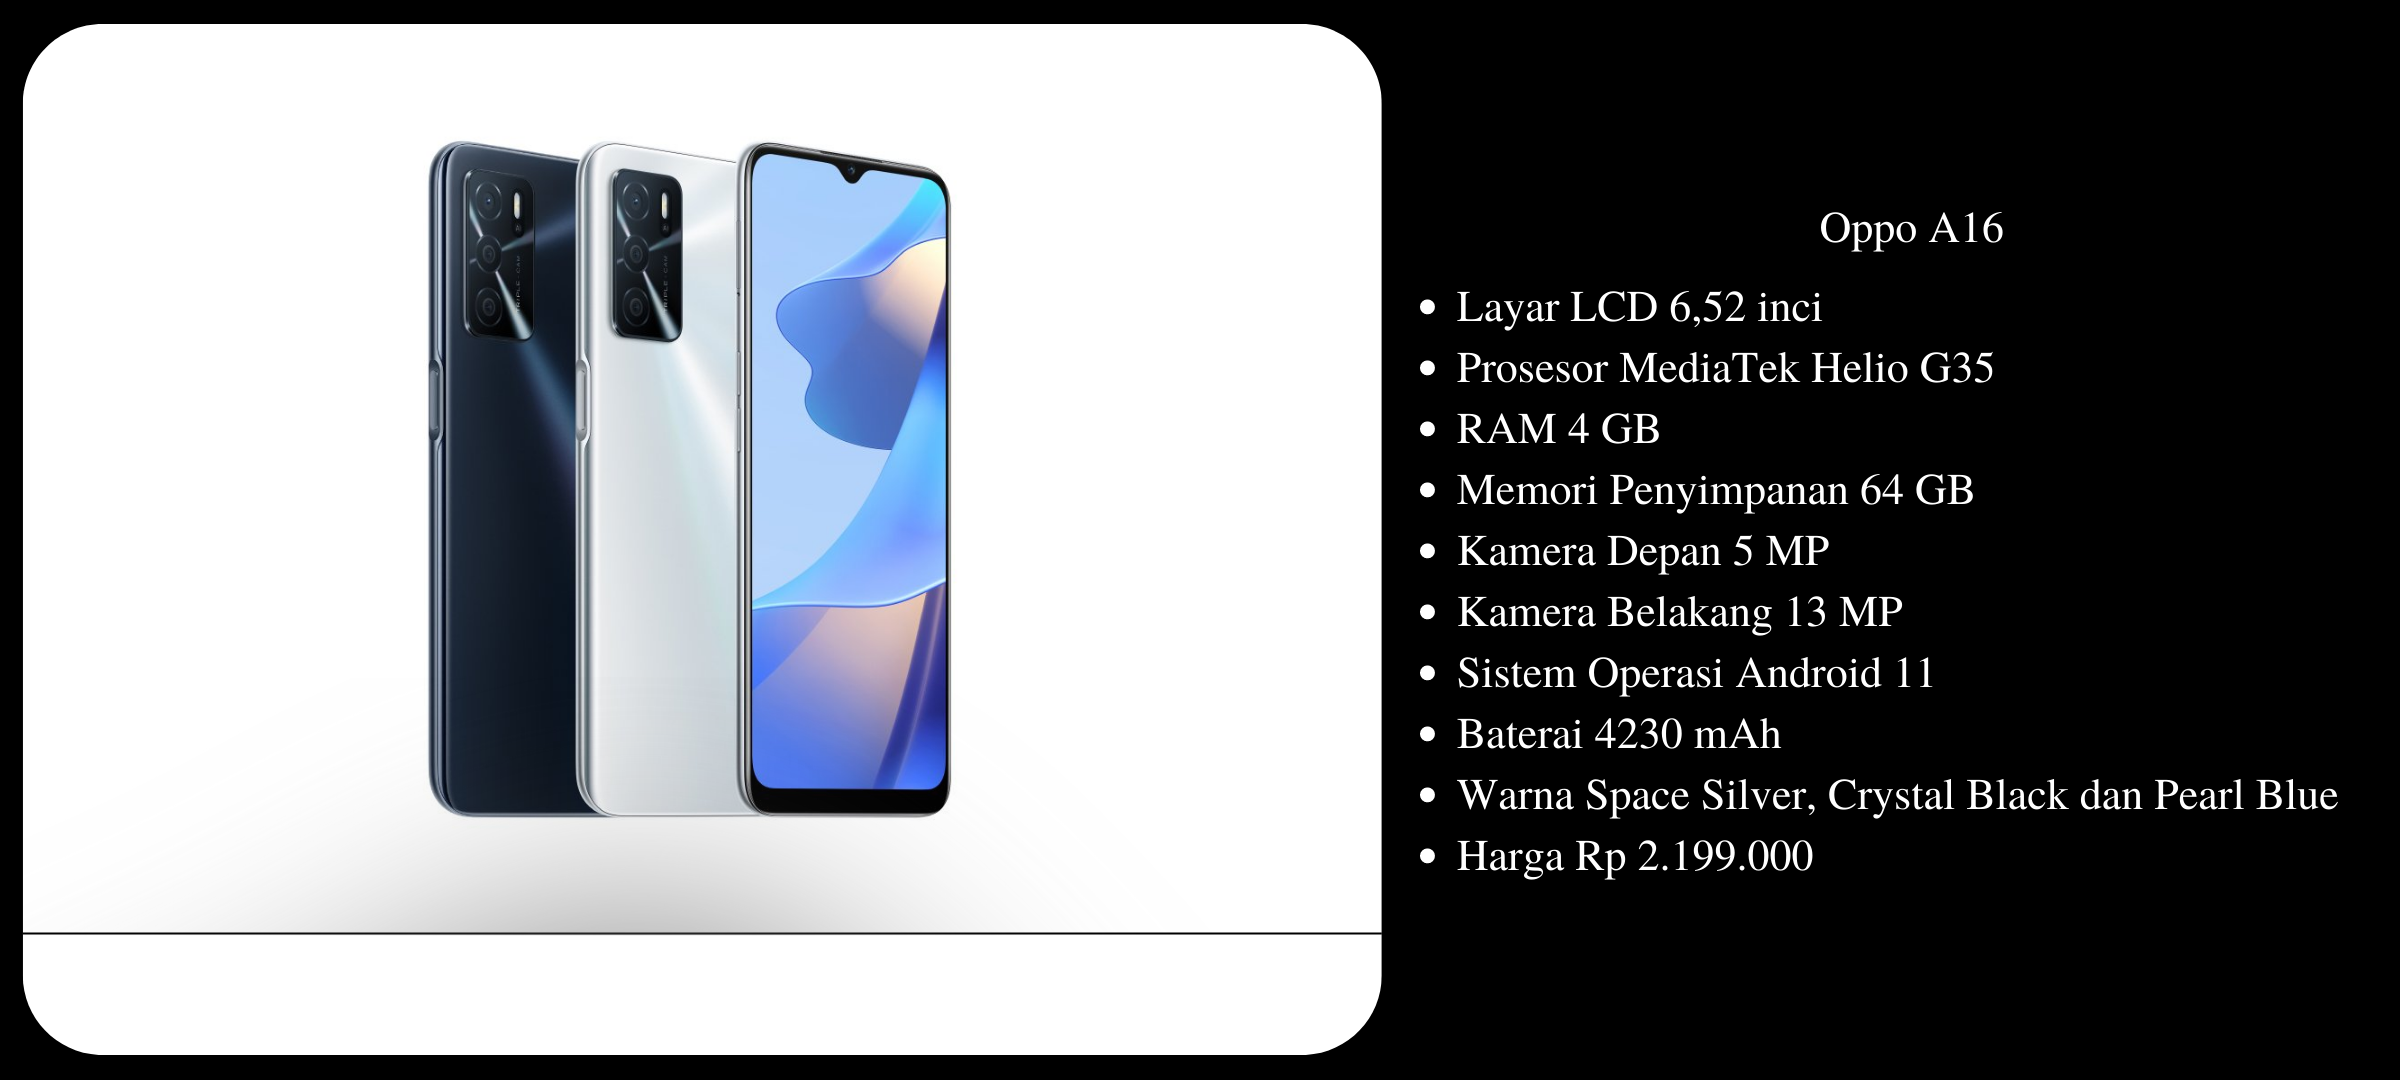 Oppo A16
• Layar LCD 6,52 inci
• Prosesor MediaTek Helio G35
• RAM 4 GB
• Memori Penyimpanan 64 GB
• Kamera Depan 5 MP
• Kamera Belakang 13 MP
• Sistem Operasi Android 11
• Baterai 4230 mAh
• Warna Space Silver, Crystal Black dan Pearl Blue
• Harga Rp 2.199.000